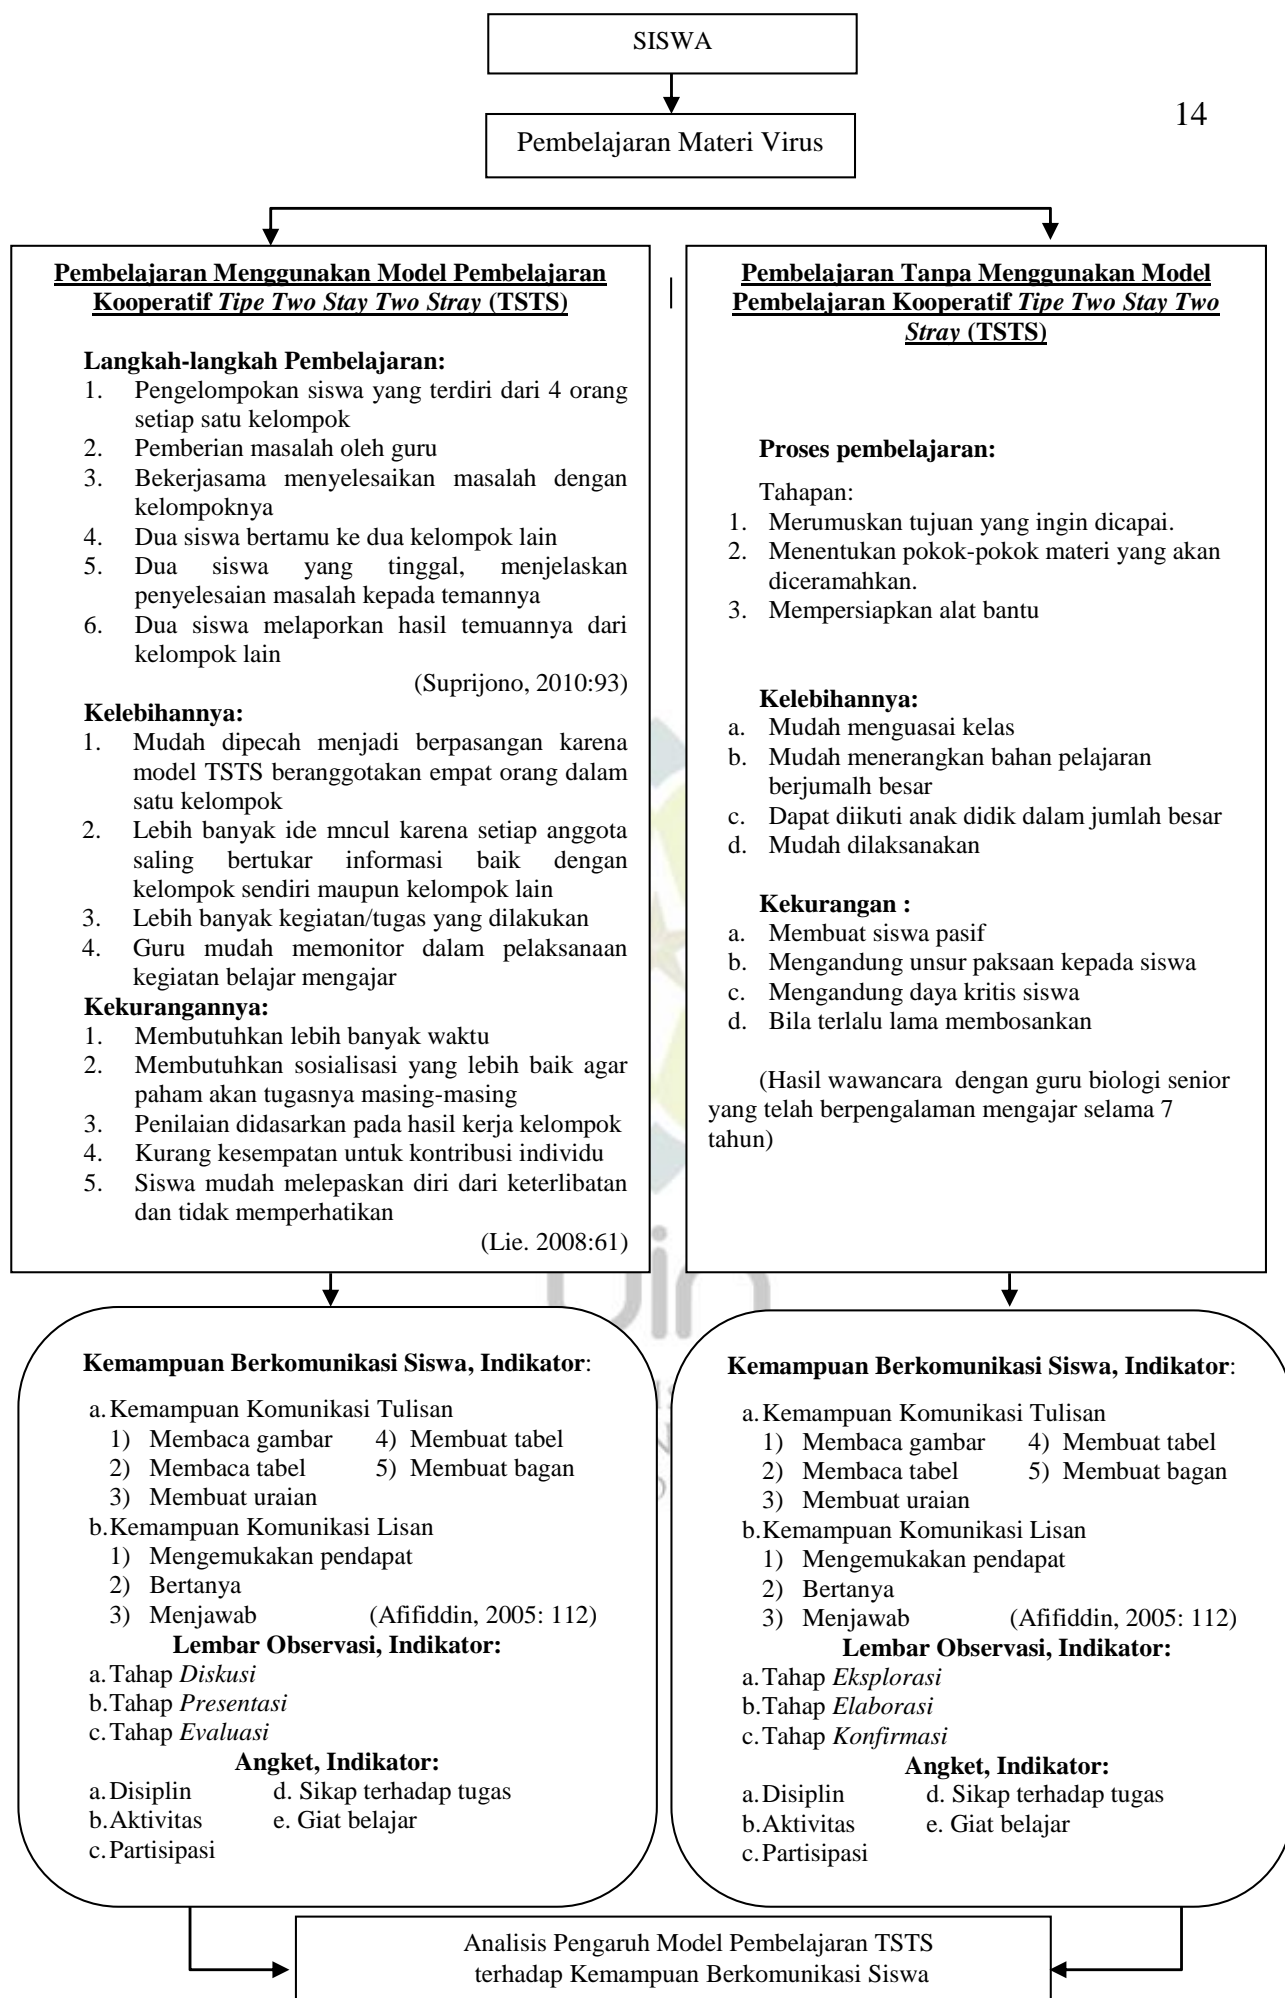 SISWA
14
Pembelajaran Materi Virus
Pembelajaran Menggunakan Model Pembelajaran
Kooperatif Tipe Two Stay Two Stray (TSTS)
Langkah-langkah Pembelajaran:
1. Pengelompokan siswa yang terdiri dari 4 orang
setiap satu kelompok
2. Pemberian masalah oleh guru
3. Bekerjasama menyelesaikan masalah dengan
kelompoknya
4. Dua siswa bertamu ke dua kelompok lain
5. Dua siswa yang tinggal, menjelaskan
penyelesaian masalah kepada temannya
6. Dua siswa melaporkan hasil temuannya dari
kelompok lain
(Suprijono, 2010:93)
Kelebihannya:
1. Mudah dipecah menjadi berpasangan karena
model TSTS beranggotakan empat orang dalam
satu kelompok
2. Lebih banyak ide mncul karena setiap anggota
saling bertukar informasi baik dengan
kelompok sendiri maupun kelompok lain
3. Lebih banyak kegiatan/tugas yang dilakukan
4. Guru mudah memonitor dalam pelaksanaan
kegiatan belajar mengajar
Kekurangannya:
1. Membutuhkan lebih banyak waktu
2. Membutuhkan sosialisasi yang lebih baik agar
paham akan tugasnya masing-masing
3. Penilaian didasarkan pada hasil kerja kelompok
4. Kurang kesempatan untuk kontribusi individu
5. Siswa mudah melepaskan diri dari keterlibatan
dan tidak memperhatikan
(Lie. 2008:61)
Pembelajaran Tanpa Menggunakan Model
Pembelajaran Kooperatif Tipe Two Stay Two
Stray (TSTS)
Proses pembelajaran:
Tahapan:
1. Merumuskan tujuan yang ingin dicapai.
2. Menentukan pokok-pokok materi yang akan
diceramahkan.
3. Mempersiapkan alat bantu
Kelebihannya:
a. Mudah menguasai kelas
b. Mudah menerangkan bahan pelajaran
berjumalh besar
c. Dapat diikuti anak didik dalam jumlah besar
d. Mudah dilaksanakan
Kekurangan :
a. Membuat siswa pasif
b. Mengandung unsur paksaan kepada siswa
c. Mengandung daya kritis siswa
d. Bila terlalu lama membosankan
(Hasil wawancara dengan guru biologi senior
yang telah berpengalaman mengajar selama 7
tahun)
uin
Kemampuan Berkomunikasi Siswa, Indikator:
a. Kemampuan Komunikasi Tulisan
1) Membaca gambar 4) Membuat tabel
2) Membaca tabel 5) Membuat bagan
3) Membuat uraian
b. Kemampuan Komunikasi Lisan
1) Mengemukakan pendapat
2) Bertanya
3) Menjawab (Afifiddin, 2005: 112)
Lembar Observasi, Indikator:
a. Tahap Diskusi
b. Tahap Presentasi
c. Tahap Evaluasi
Angket, Indikator:
a. Disiplin d. Sikap terhadap tugas
b. Aktivitas e. Giat belajar
c. Partisipasi
Kemampuan Berkomunikasi Siswa, Indikator:
a. Kemampuan Komunikasi Tulisan
1) Membaca gambar 4) Membuat tabel
2) Membaca tabel 5) Membuat bagan
3) Membuat uraian
b. Kemampuan Komunikasi Lisan
1) Mengemukakan pendapat
2) Bertanya
3) Menjawab (Afifiddin, 2005: 112)
Lembar Observasi, Indikator:
a. Tahap Eksplorasi
b. Tahap Elaborasi
c. Tahap Konfirmasi
Angket, Indikator:
a. Disiplin d. Sikap terhadap tugas
b. Aktivitas e. Giat belajar
c. Partisipasi
Analisis Pengaruh Model Pembelajaran TSTS
terhadap Kemampuan Berkomunikasi Siswa